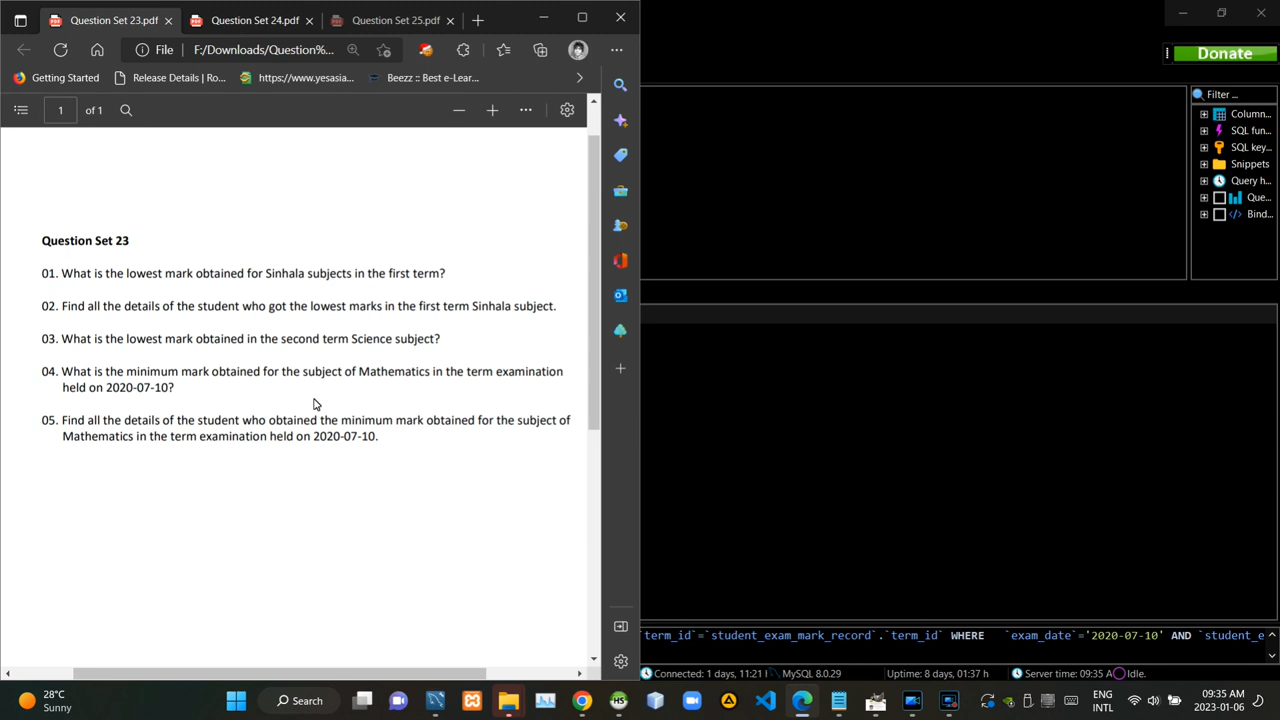 Question Set 23.pdf
Question Set 24.pdf
Question Set 25.pdf
File
F:/Downloads/Question%...
Getting Started
Release Details | Ro...
https://www.yesasia...
Beezz :: Best e-Lear...
1
of 1
Question Set 23
01. What is the lowest mark obtained for Sinhala subjects in the first term?
02. Find all the details of the student who got the lowest marks in the first term Sinhala subject.
03. What is the lowest mark obtained in the second term Science subject?
04. What is the minimum mark obtained for the subject of Mathematics in the term examination
held on 2020-07-10?
05. Find all the details of the student who obtained the minimum mark obtained for the subject of
Mathematics in the term examination held on 2020-07-10.
Donate
Filter ...
Column...
SQL fun...
SQL key...
Snippets
Query h...
Que...
Bind...
`term_id`=`student_exam_mark_record`.`term_id` WHERE `exam_date`='2020-07-10' AND `student_e
Connected: 1 days, 11:21 l
MySQL 8.0.29
Uptime: 8 days, 01:37 h
Server time: 09:35 A
Idle.
28°C
Sunny
Search
ENG
INTL
09:35 AM
2023-01-06